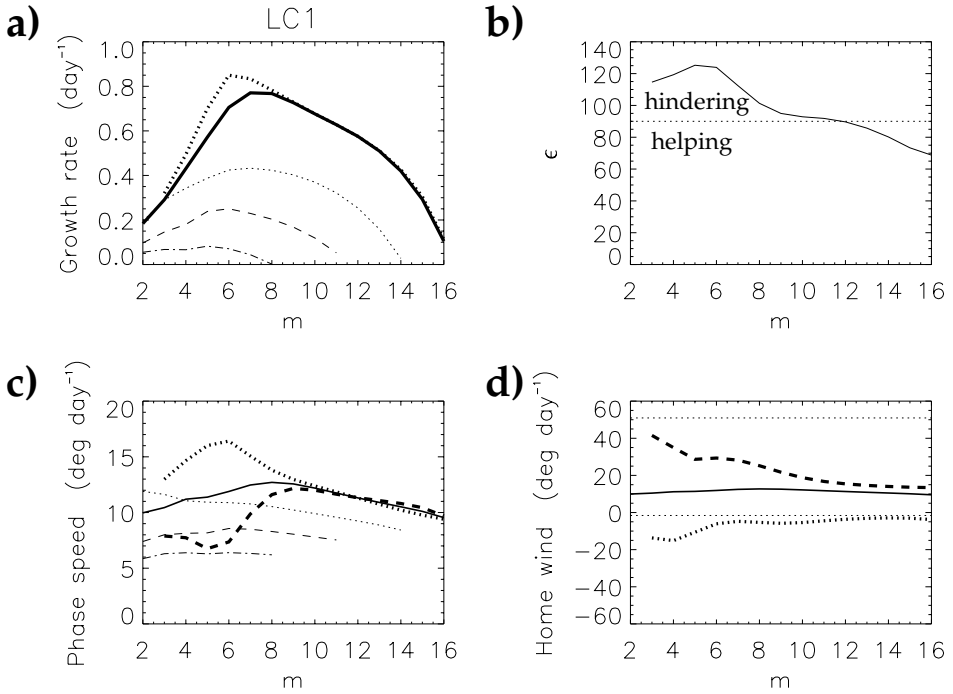 a)
LC1
Growth rate (day⁻¹)
1.0
0.8
0.6
0.4
0.2
0.0
2 4 6 8 10 12 14 16
m
b)
ϵ
140
120
100
80
60
40
20
0
hindering
helping
2 4 6 8 10 12 14 16
m
c)
Phase speed (deg day⁻¹)
20
15
10
5
0
2 4 6 8 10 12 14 16
m
d)
Home wind (deg day⁻¹)
60
40
20
0
−20
−40
−60
2 4 6 8 10 12 14 16
m